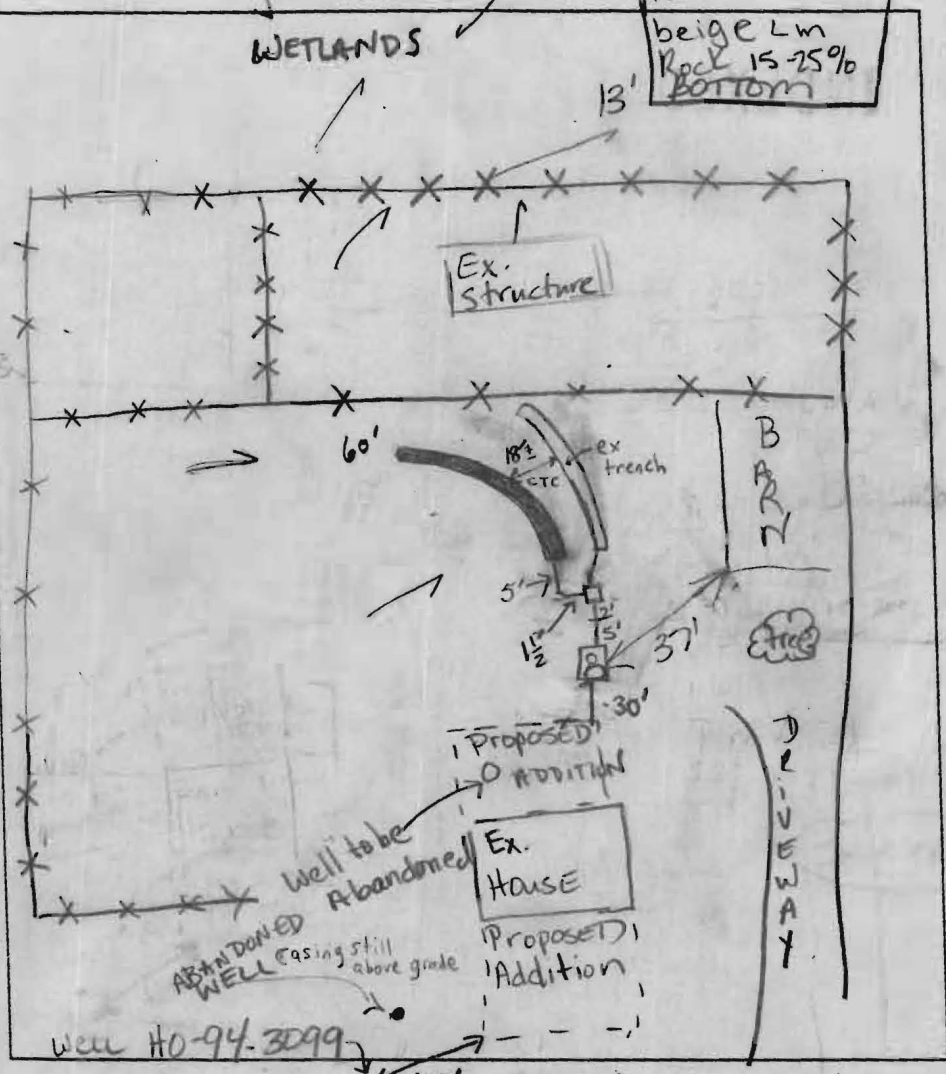 WETLANDS
beige Lm
Rock 15-25%
BOTTOM
13'
Ex.
Structure
60'
18'±
CTC
ex
trench
BARN
5'
1½'
2'
5'
37'
tree
30'
PROPOSED
ADDITION
Well to be
Abandoned
Ex.
HOUSE
DRIVEWAY
ABANDONED
WELL
casing still
above grade
Proposed
Addition
Well HO-94-3099